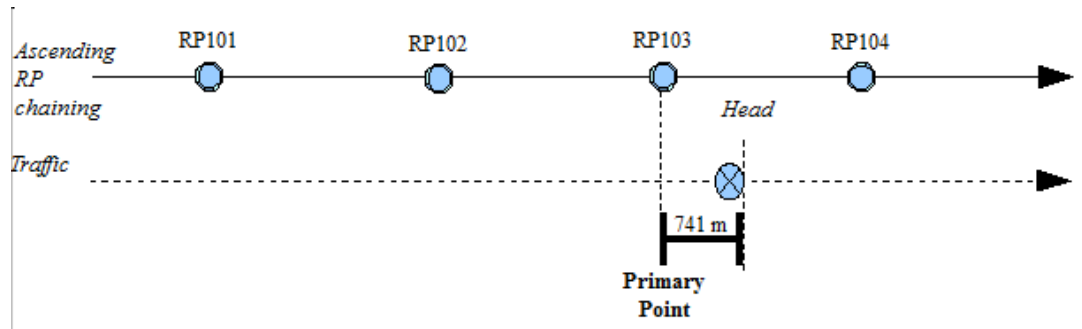 RP101
RP102
RP103
RP104
Ascending
RP
chaining
Head
Traffic
741 m
Primary
Point